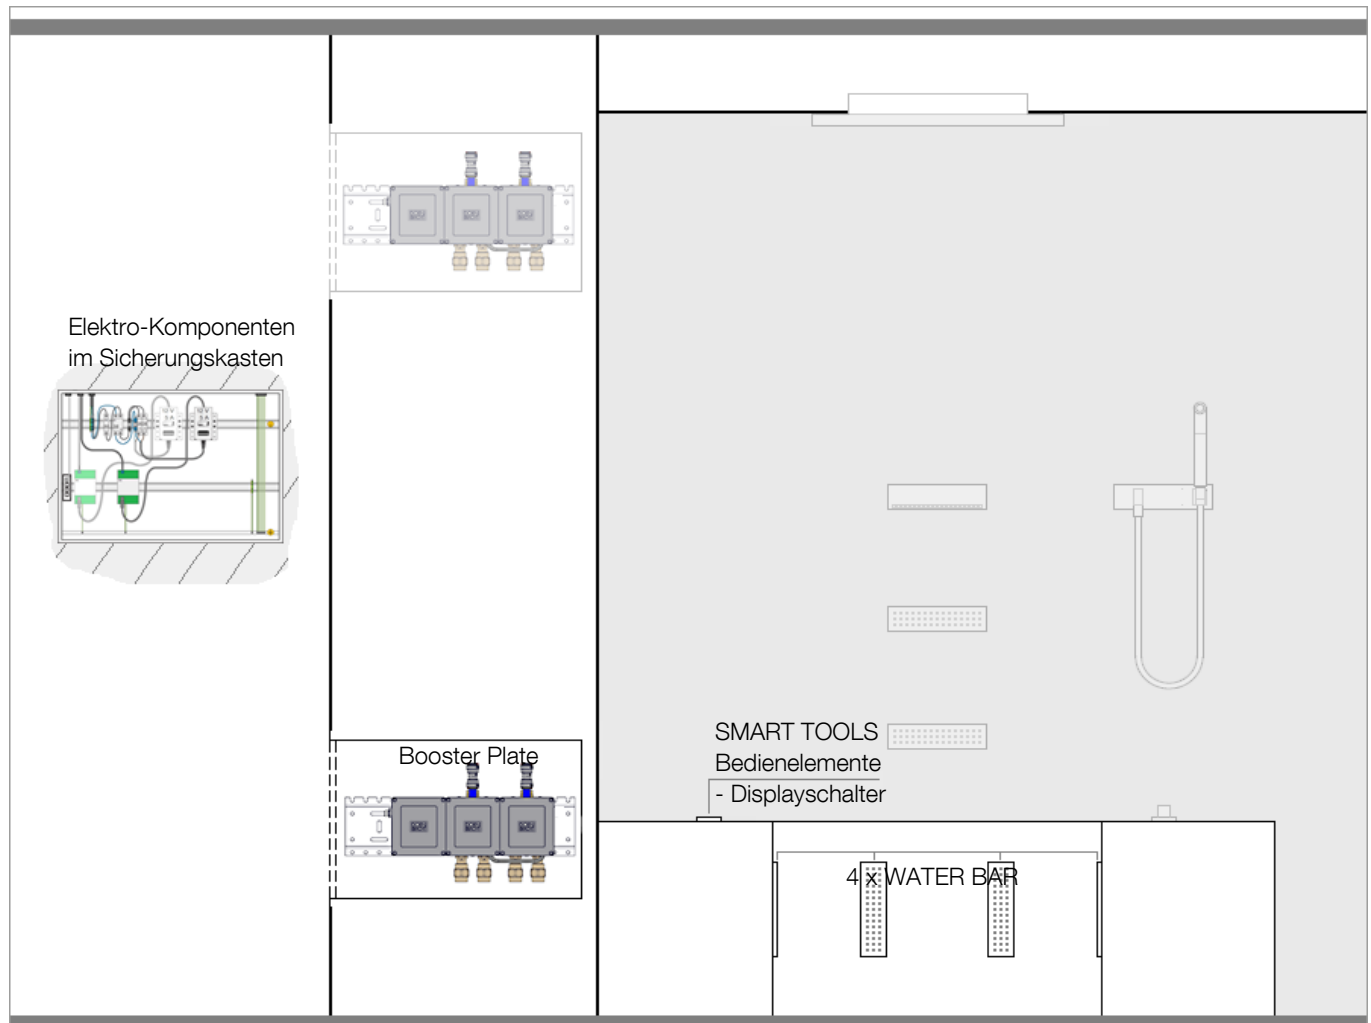 Elektro-Komponenten
im Sicherungskasten
Booster Plate
SMART TOOLS
Bedienelemente
- Displayschalter
4 x WATER BAR